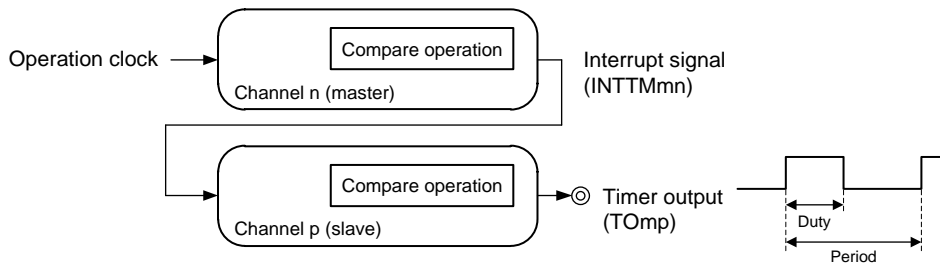 Compare operation
Operation clock
Interrupt signal
(INTTMmn)
Channel n (master)
Compare operation
Timer output
(TOmp)
Channel p (slave)
Duty
Period